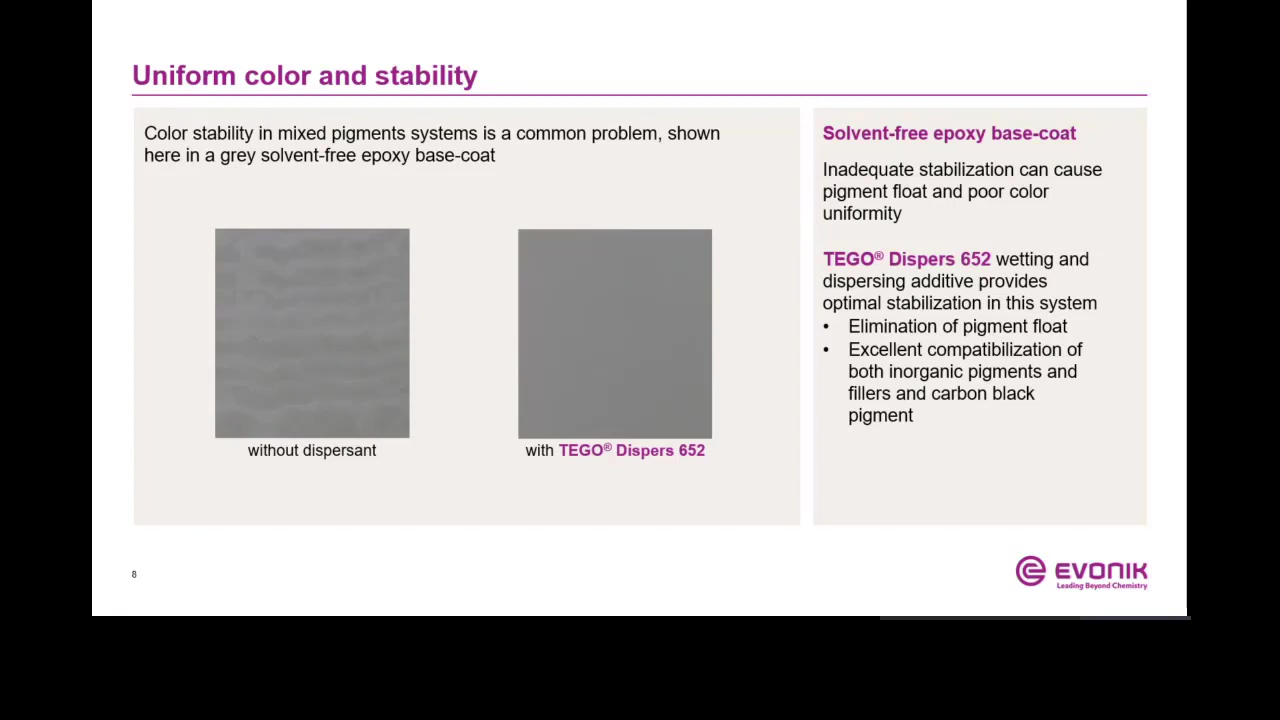 Uniform color and stability
Color stability in mixed pigments systems is a common problem, shown
here in a grey solvent-free epoxy base-coat
without dispersant
with TEGO® Dispers 652
Solvent-free epoxy base-coat
Inadequate stabilization can cause
pigment float and poor color
uniformity
TEGO® Dispers 652 wetting and
dispersing additive provides
optimal stabilization in this system
• Elimination of pigment float
• Excellent compatibilization of
both inorganic pigments and
fillers and carbon black
pigment
8
EVONIK
Leading Beyond Chemistry